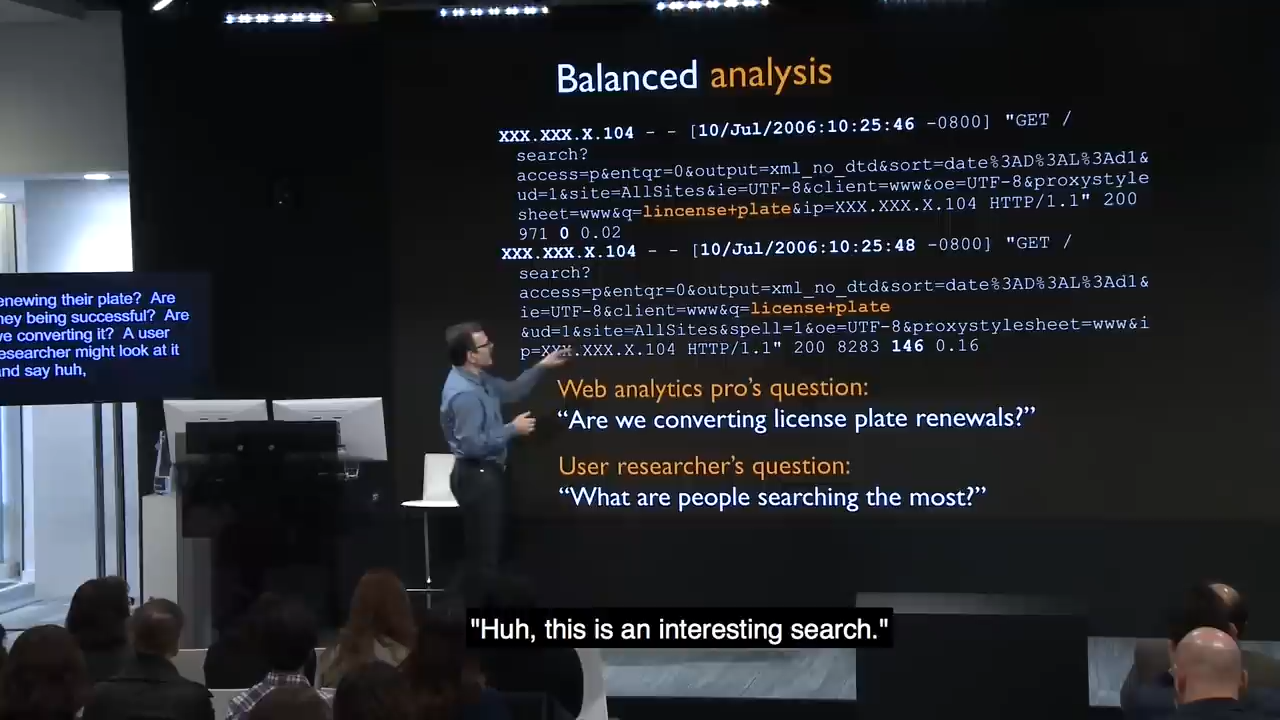 Balanced analysis
XXX.XXX.X.104 - - [10/Jul/2006:10:25:46 -0800] "GET /
search?
access=p&entqr=0&output=xml_no_dtd&sort=date%3AD%3AL%3Ad1&
ud=1&site=AllSites&ie=UTF-8&client=www&oe=UTF-8&proxystyle
sheet=www&q=lincense+plate&ip=XXX.XXX.X.104 HTTP/1.1" 200
971 0 0.02
XXX.XXX.X.104 - - [10/Jul/2006:10:25:48 -0800] "GET /
search?
access=p&entqr=0&output=xml_no_dtd&sort=date%3AD%3AL%3Ad1&
ie=UTF-8&client=www&q=license+plate
&ud=1&site=AllSites&spell=1&oe=UTF-8&proxystylesheet=www&i
p=XXX.XXX.X.104 HTTP/1.1" 200 8283 146 0.16
Web analytics pro's question:
“Are we converting license plate renewals?”
User researcher's question:
“What are people searching the most?”
enewing their plate? Are
hey being successful? Are
we converting it? A user
esearcher might look at it
and say huh,
"Huh, this is an interesting search."